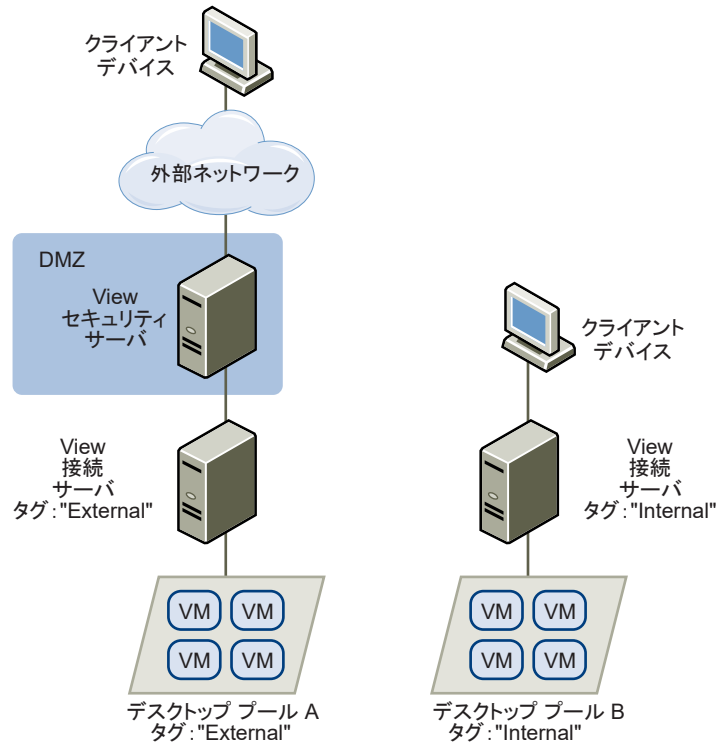 クライアント
デバイス
外部ネットワーク
DMZ
View
セキュリティ
サーバ
クライアント
デバイス
View
接続
サーバ
タグ："External"
View
接続
サーバ
タグ："Internal"
VM VM
VM VM
VM VM
VM VM
デスクトップ プール A
タグ："External"
デスクトップ プール B
タグ："Internal"